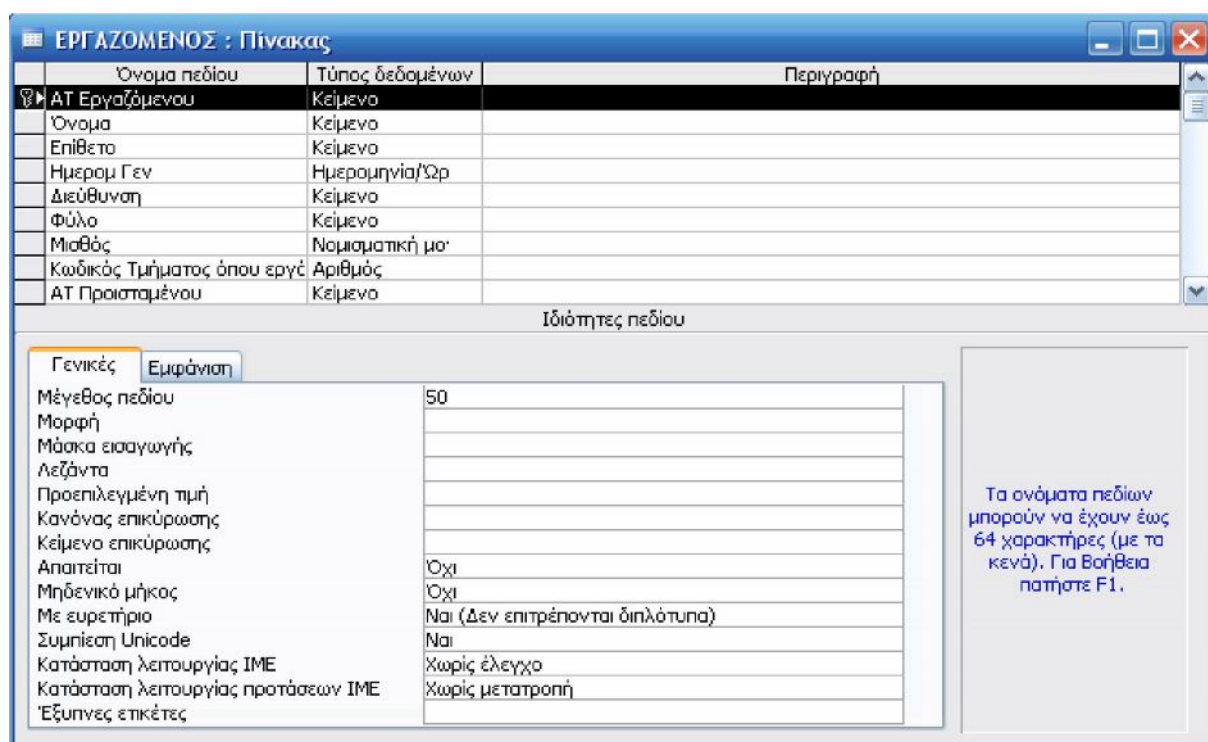 ΕΡΓΑΖΟΜΕΝΟΣ : Πίνακας
Όνομα πεδίου Τύπος δεδομένων Περιγραφή
ΑΤ Εργαζόμενου Κείμενο
Όνομα Κείμενο
Επίθετο Κείμενο
Ημερομ Γεν Ημερομηνία/Ώρ
Διεύθυνση Κείμενο
Φύλο Κείμενο
Μισθός Νομισματική μο
Κωδικός Τμήματος όπου εργά Αριθμός
ΑΤ Προισταμένου Κείμενο
Ιδιότητες πεδίου
Γενικές Εμφάνιση
Μέγεθος πεδίου 50
Μορφή
Μάσκα εισαγωγής
Λεζάντα
Προεπιλεγμένη τιμή
Κανόνας επικύρωσης
Κείμενο επικύρωσης
Απαιτείται Όχι
Μηδενικό μήκος Όχι
Με ευρετήριο Ναι (Δεν επιτρέπονται διπλότυπα)
Συμπίεση Unicode Ναι
Κατάσταση λειτουργίας IME Χωρίς έλεγχο
Κατάσταση λειτουργίας προτάσεων IME Χωρίς μετατροπή
Έξυπνες ετικέτες
Τα ονόματα πεδίων
μπορούν να έχουν έως
64 χαρακτήρες (με τα
κενά). Για Βοήθεια
πατήστε F1.